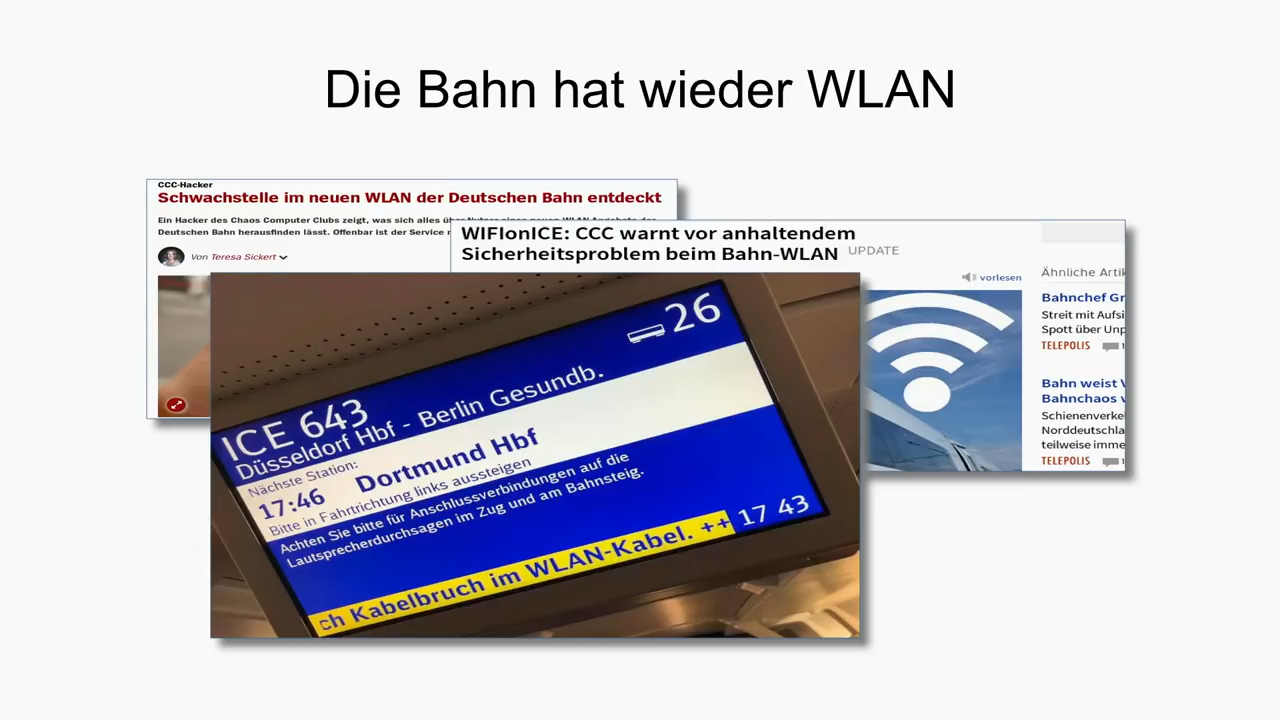 Die Bahn hat wieder WLAN
CCC-Hacker
Schwachstelle im neuen WLAN der Deutschen Bahn entdeckt
Ein Hacker des Chaos Computer Clubs zeigt, was sich alles
Deutschen Bahn herausfinden lässt. Offenbar ist der Service
Von Teresa Sickert
WIFIonICE: CCC warnt vor anhaltendem
Sicherheitsproblem beim Bahn-WLAN UPDATE
vorlesen
Ähnliche Artik
Bahnchef Gr
Streit mit Aufsi
Spott über Unp
TELEPOLIS 1
Bahn weist V
Bahnchaos v
Schienenverke
Norddeutschla
teilweise imme
TELEPOLIS 1
26
ICE 643
Düsseldorf Hbf - Berlin Gesundb.
Nächste Station:
17:46 Dortmund Hbf
Bitte in Fahrtrichtung links aussteigen
Achten Sie bitte für Anschlussverbindungen auf die
Lautsprecherdurchsagen im Zug und am Bahnsteig.
ch Kabelbruch im WLAN-Kabel. ++ 17 43